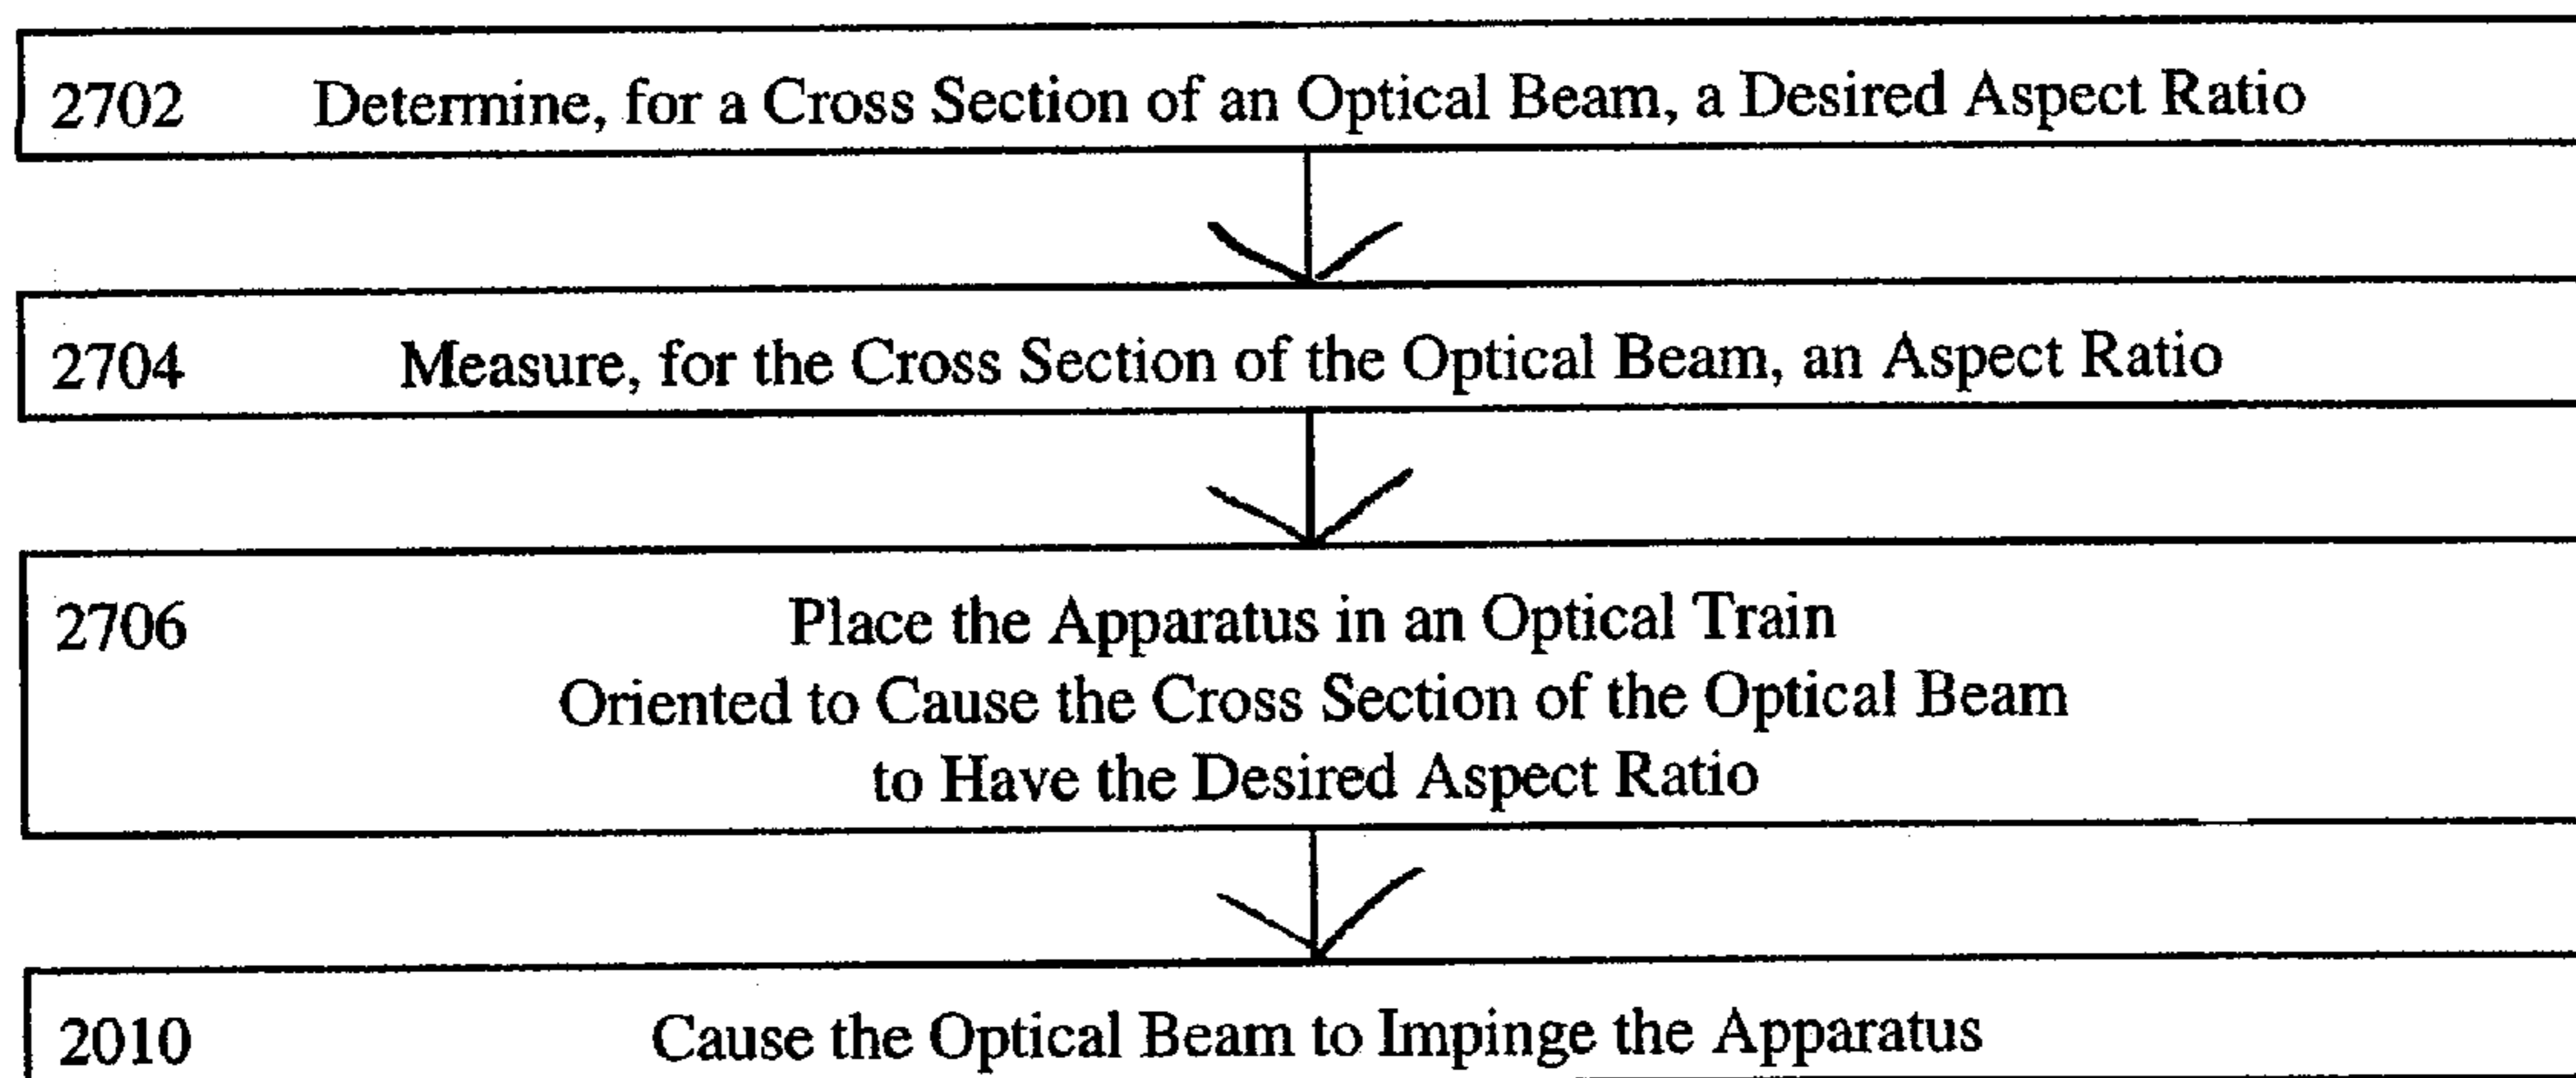 2702 Determine, for a Cross Section of an Optical Beam, a Desired Aspect Ratio
2704 Measure, for the Cross Section of the Optical Beam, an Aspect Ratio
2706 Place the Apparatus in an Optical Train
Oriented to Cause the Cross Section of the Optical Beam
to Have the Desired Aspect Ratio
2010 Cause the Optical Beam to Impinge the Apparatus